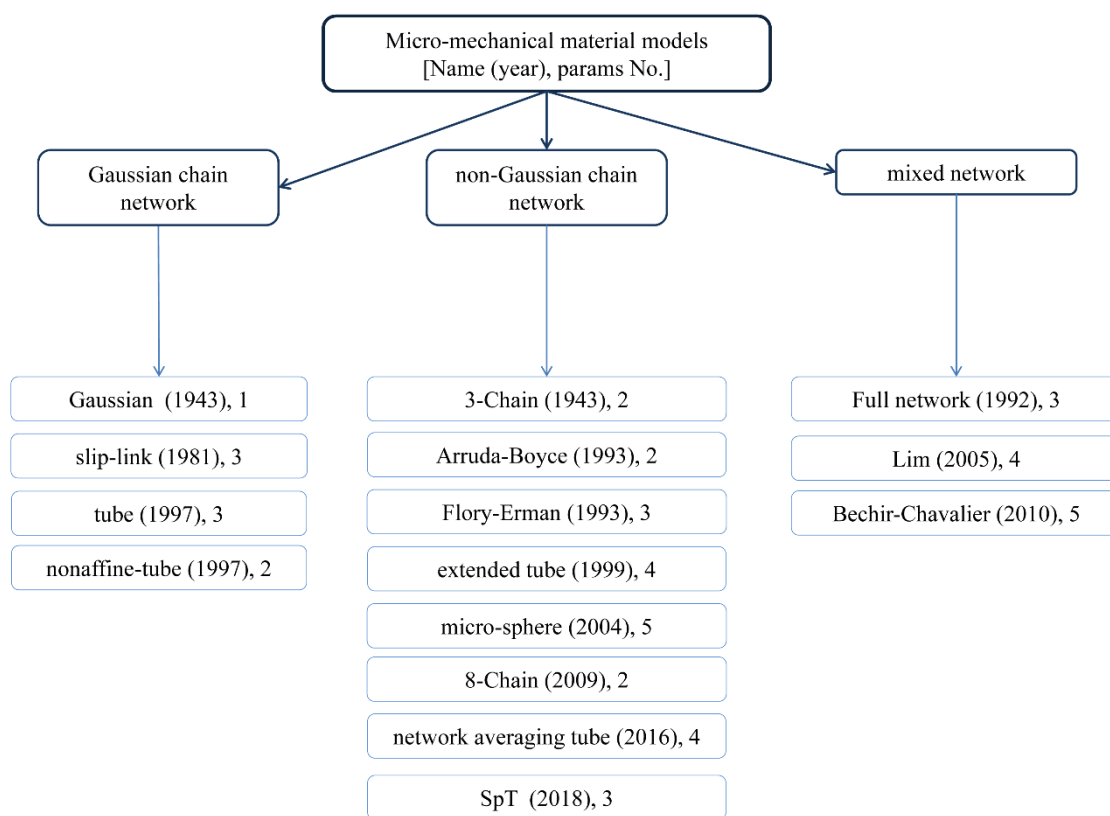 Micro-mechanical material models
[Name (year), params No.]
Gaussian chain
network
non-Gaussian chain
network
mixed network
Gaussian (1943), 1
slip-link (1981), 3
tube (1997), 3
nonaffine-tube (1997), 2
3-Chain (1943), 2
Arruda-Boyce (1993), 2
Flory-Erman (1993), 3
extended tube (1999), 4
micro-sphere (2004), 5
8-Chain (2009), 2
network averaging tube (2016), 4
SpT (2018), 3
Full network (1992), 3
Lim (2005), 4
Bechir-Chavalier (2010), 5